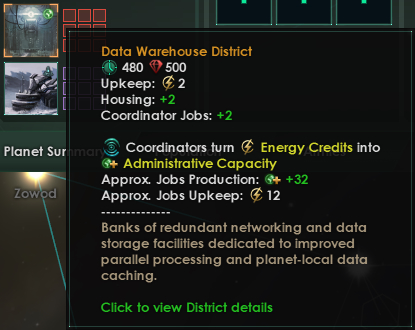 Data Warehouse District
480 500
Upkeep: 2
Housing: +2
Coordinator Jobs: +2
Coordinators turn Energy Credits into
Administrative Capacity
Approx. Jobs Production: +32
Approx. Jobs Upkeep: 12
--------------
Banks of redundant networking and data
storage facilities dedicated to improved
parallel processing and planet-local data
caching.
Click to view District details
Planet Summary
Zowod